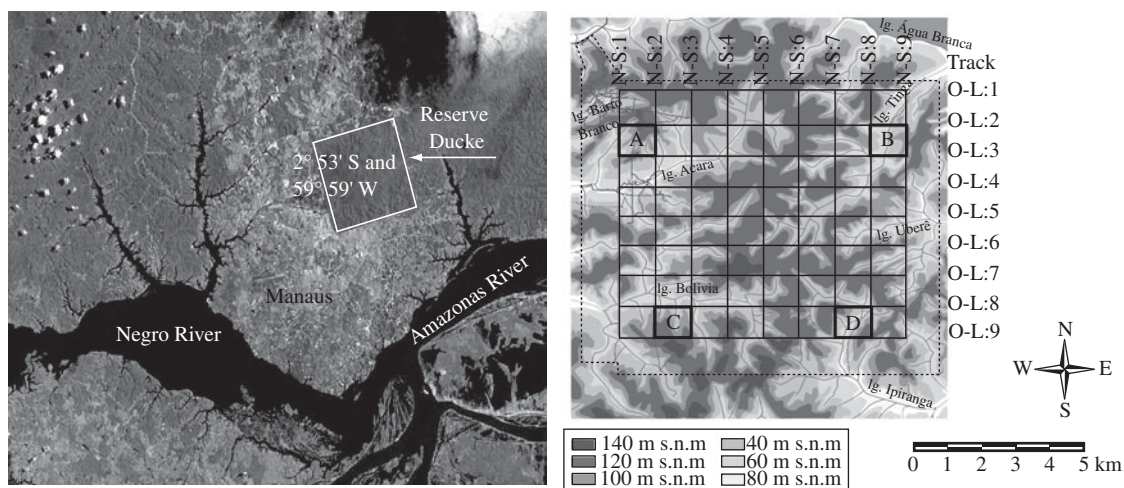 Reserve
Ducke
2° 53' S and
59° 59' W
Manaus
Negro River
Amazonas River
N-S:1
N-S:2
N-S:3
N-S:4
N-S:5
N-S:6
N-S:7
N-S:8
N-S:9
Ig. Água Branca
Track
O-L:1
O-L:2
O-L:3
O-L:4
O-L:5
O-L:6
O-L:7
O-L:8
O-L:9
Ig. Barro
Branco
Ig. Tinga
A
B
Ig. Acara
Ig. Uberê
Ig. Bolivia
C
D
Ig. Ipiranga
N
W
E
S
140 m s.n.m
120 m s.n.m
100 m s.n.m
40 m s.n.m
60 m s.n.m
80 m s.n.m
0 1 2 3 4 5 km